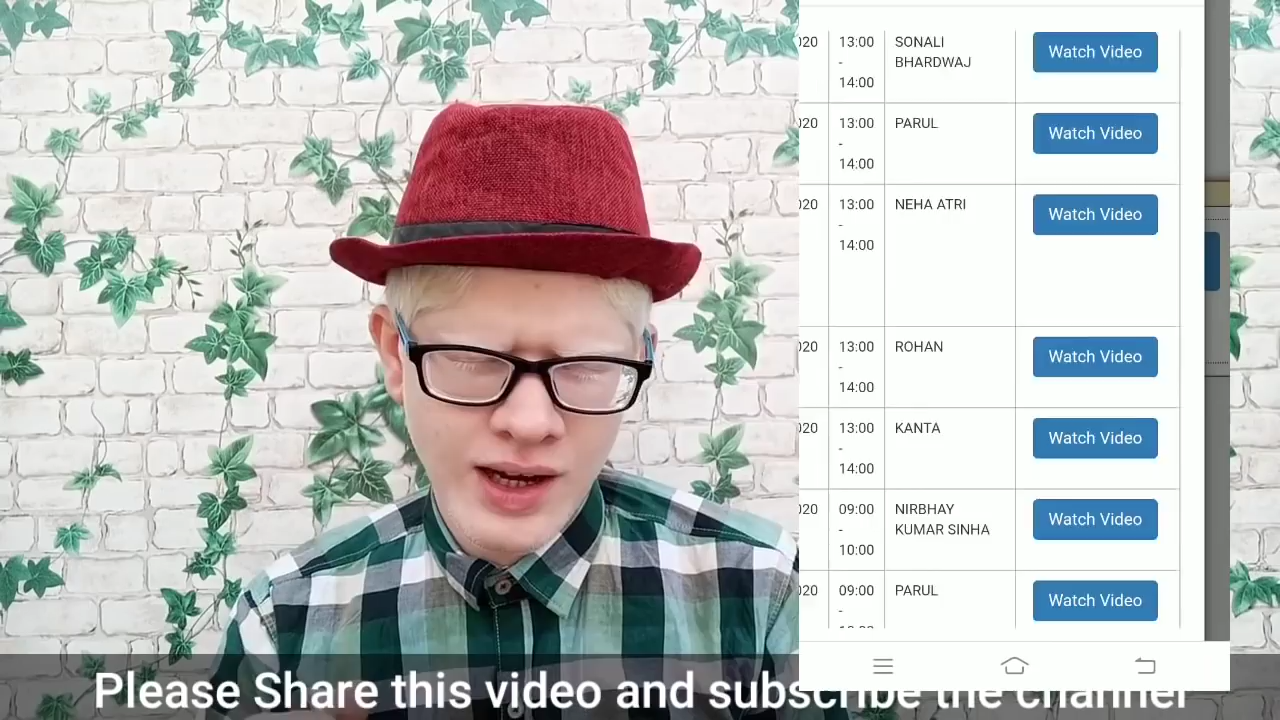 020
13:00
-
14:00
SONALI
BHARDWAJ
Watch Video
020
13:00
-
14:00
PARUL
Watch Video
020
13:00
-
14:00
NEHA ATRI
Watch Video
020
13:00
-
14:00
ROHAN
Watch Video
020
13:00
-
14:00
KANTA
Watch Video
020
09:00
-
10:00
NIRBHAY
KUMAR SINHA
Watch Video
020
09:00
-
PARUL
Watch Video
Please Share this video and subscribe the channel